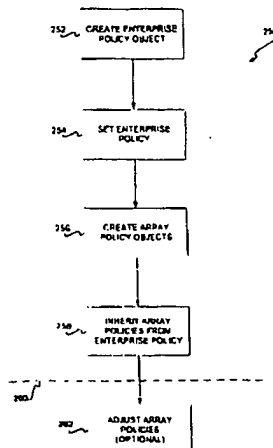 252
CREATE ENTERPRISE
POLICY OBJECT
254
SET ENTERPRISE
POLICY
256
CREATE ARRAY
POLICY OBJECTS
258
INHERIT ARRAY
POLICIES FROM
ENTERPRISE POLICY
260
262
ADJUST ARRAY
POLICIES
(OPTIONAL)